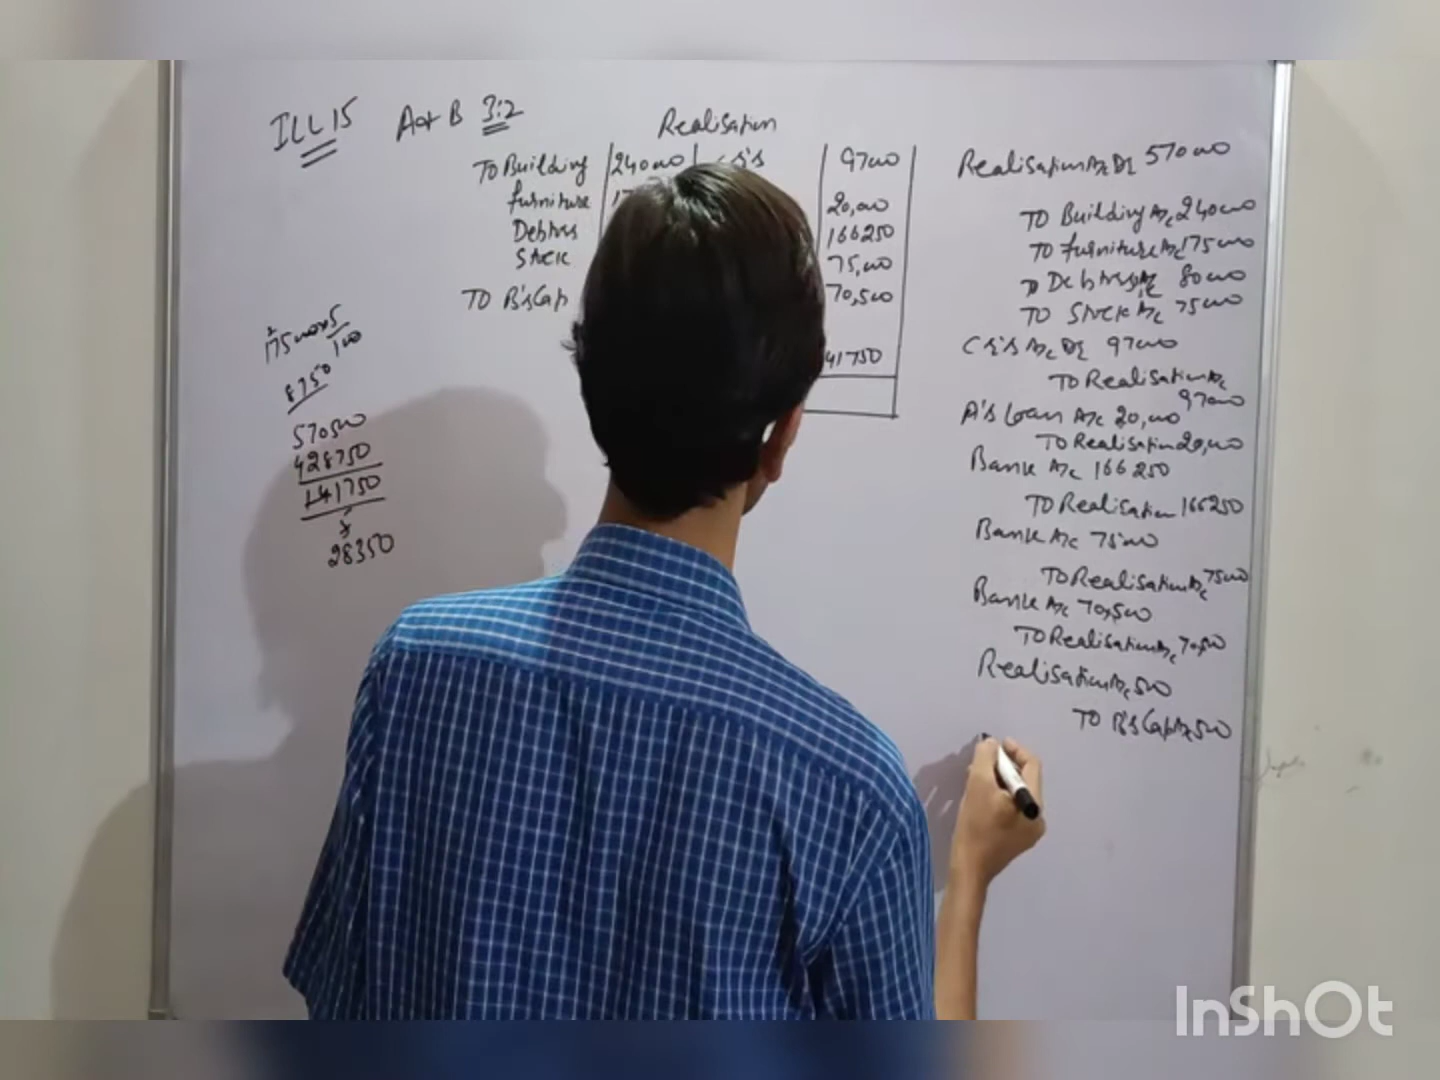 ILL 15 A & B 3:2
Realisation
To Building 240000 97000
furniture 20,000
Debtors 166250
Stock 75,000
To B's Cap 70,500
41750
175000x5
100
8750
570500
428750
141750
28350
Realisation A/c Dr 570000
To Building A/c 240000
To furniture A/c 175000
To Debtors A/c 80000
To Stock A/c 75000
Cr's A/c Dr 97000
To Realisation A/c
97000
A's Loan A/c 20,000
To Realisation 20,000
Bank A/c 166250
To Realisation 166250
Bank A/c 75000
To Realisation A/c 75000
Bank A/c 70,500
To Realisation A/c 70,500
Realisation A/c 500
To B's Cap A/c 500
InShOt